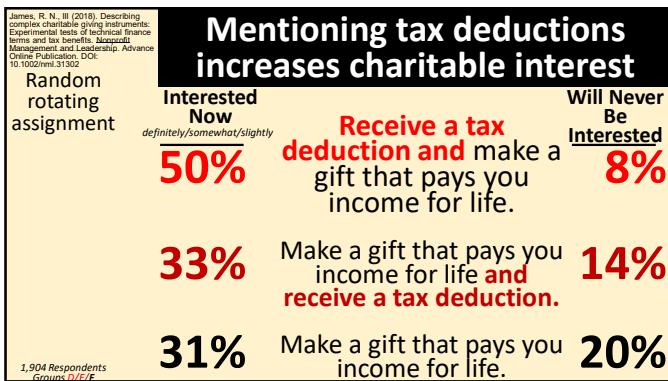 James, R. N., III (2018). Describing
complex charitable giving instruments:
Experimental tests of technical finance
terms and tax benefits. Nonprofit
Management and Leadership. Advance
Online Publication. DOI:
10.1002/nml.31302
Mentioning tax deductions
increases charitable interest
Random
rotating
assignment
Interested
Now
definitely/somewhat/slightly
Will Never
Be
Interested
50%
Receive a tax
deduction and make a
gift that pays you
income for life.
8%
33%
Make a gift that pays you
income for life and
receive a tax deduction.
14%
31%
Make a gift that pays you
income for life.
20%
1,904 Respondents
Groups D/E/F